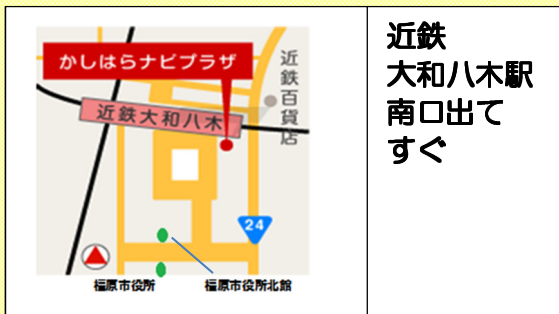 かしはらナビプラザ
近鉄百貨店
近鉄大和八木
24
橿原市役所
橿原市役所北館
近鉄
大和八木駅
南口出て
すぐ